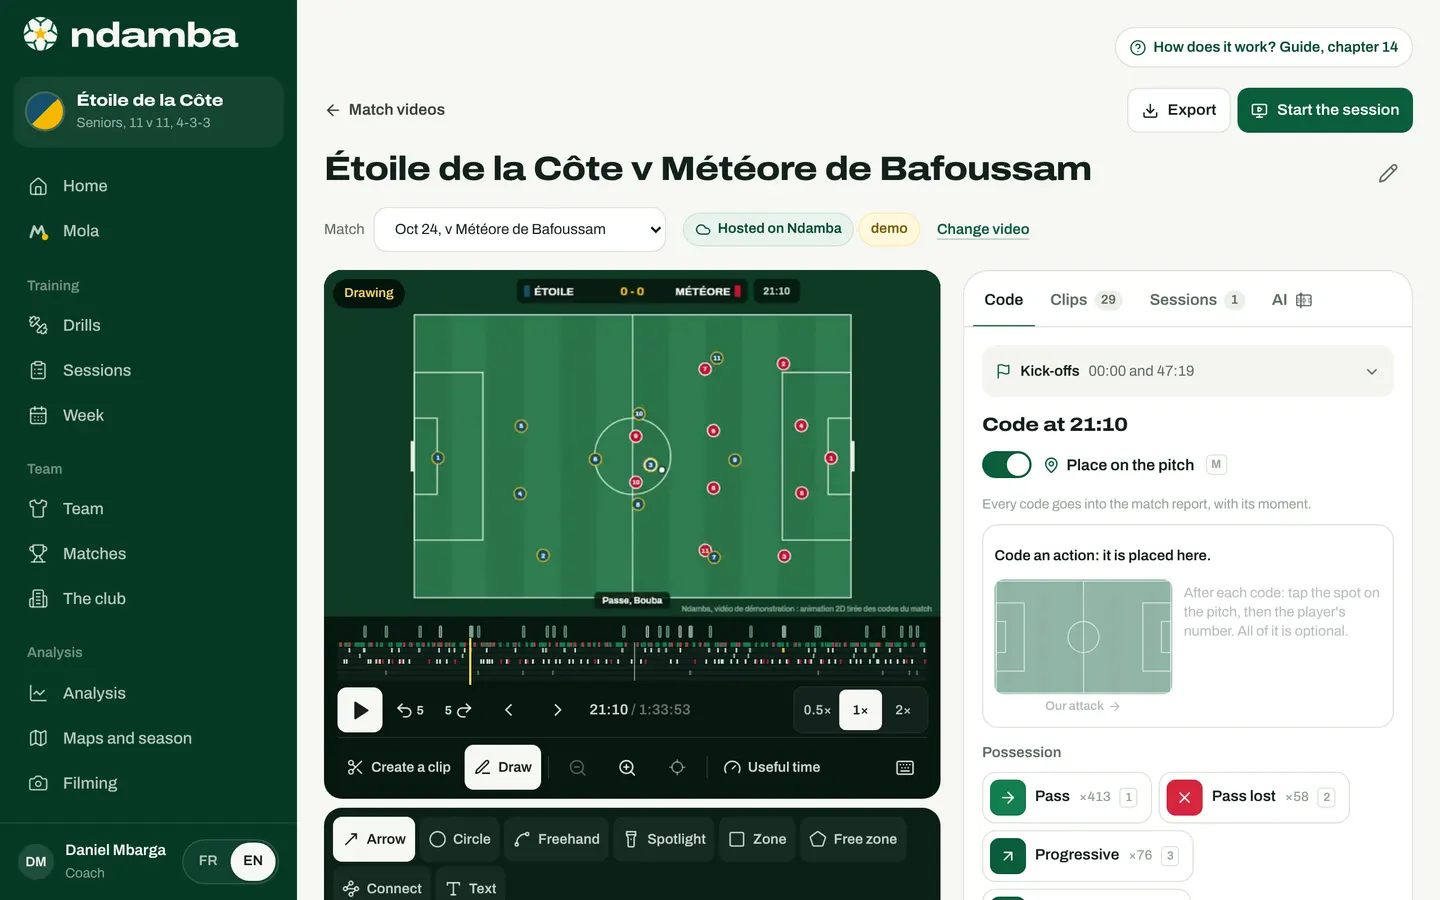 ndamba
Étoile de la Côte
Seniors, 11 v 11, 4-3-3
Home
Mola
Training
Drills
Sessions
Week
Team
Team
Matches
The club
Analysis
Analysis
Maps and season
Filming
DM
Daniel Mbarga
Coach
FR
EN
How does it work? Guide, chapter 14
Match videos
Export
Start the session
Étoile de la Côte v Météore de Bafoussam
Match
Oct 24, v Météore de Bafoussam
Hosted on Ndamba
demo
Change video
Drawing
ÉTOILE
0 - 0
MÉTÉORE
21:10
Passe, Bouba
Ndamba, vidéo de démonstration : animation 2D tirée des codes du match
5
5
21:10 / 1:33:53
0.5×
1×
2×
Create a clip
Draw
Useful time
Arrow
Circle
Freehand
Spotlight
Zone
Free zone
Connect
Text
Code
Clips 29
Sessions 1
AI
Kick-offs 00:00 and 47:19
Code at 21:10
Place on the pitch M
Every code goes into the match report, with its moment.
Code an action: it is placed here.
After each code: tap the spot on
the pitch, then the player's
number. All of it is optional.
Our attack →
Possession
Pass ×413 1
Pass lost ×58 2
Progressive ×76 3